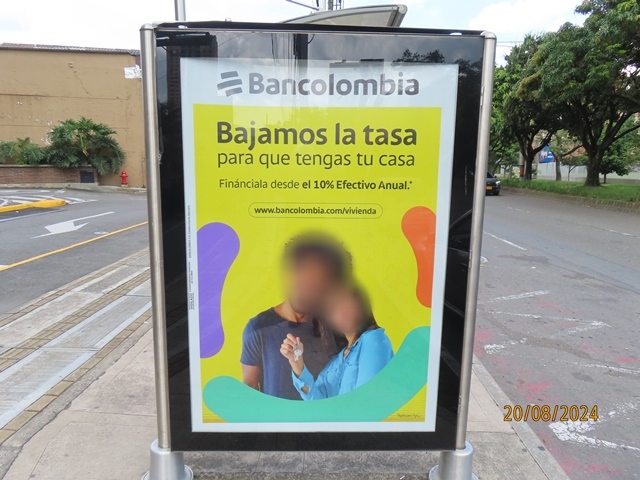 Bancolombia
Bajamos la tasa
para que tengas tu casa
Fináncíala desde el 10% Efectivo Anual.*
www.bancolombia.com/vivienda
20/08/2024